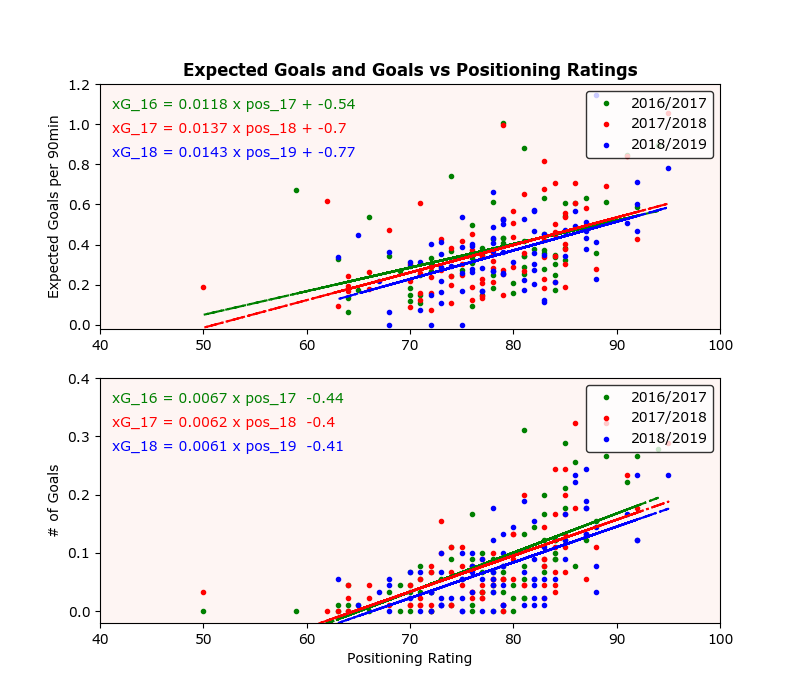 Expected Goals and Goals vs Positioning Ratings
Expected Goals per 90min
1.2
1.0
0.8
0.6
0.4
0.2
0.0
xG_16 = 0.0118 x pos_17 + -0.54
xG_17 = 0.0137 x pos_18 + -0.7
xG_18 = 0.0143 x pos_19 + -0.77
2016/2017
2017/2018
2018/2019
40 50 60 70 80 90 100
# of Goals
0.4
0.3
0.2
0.1
0.0
xG_16 = 0.0067 x pos_17 -0.44
xG_17 = 0.0062 x pos_18 -0.4
xG_18 = 0.0061 x pos_19 -0.41
2016/2017
2017/2018
2018/2019
40 50 60 70 80 90 100
Positioning Rating